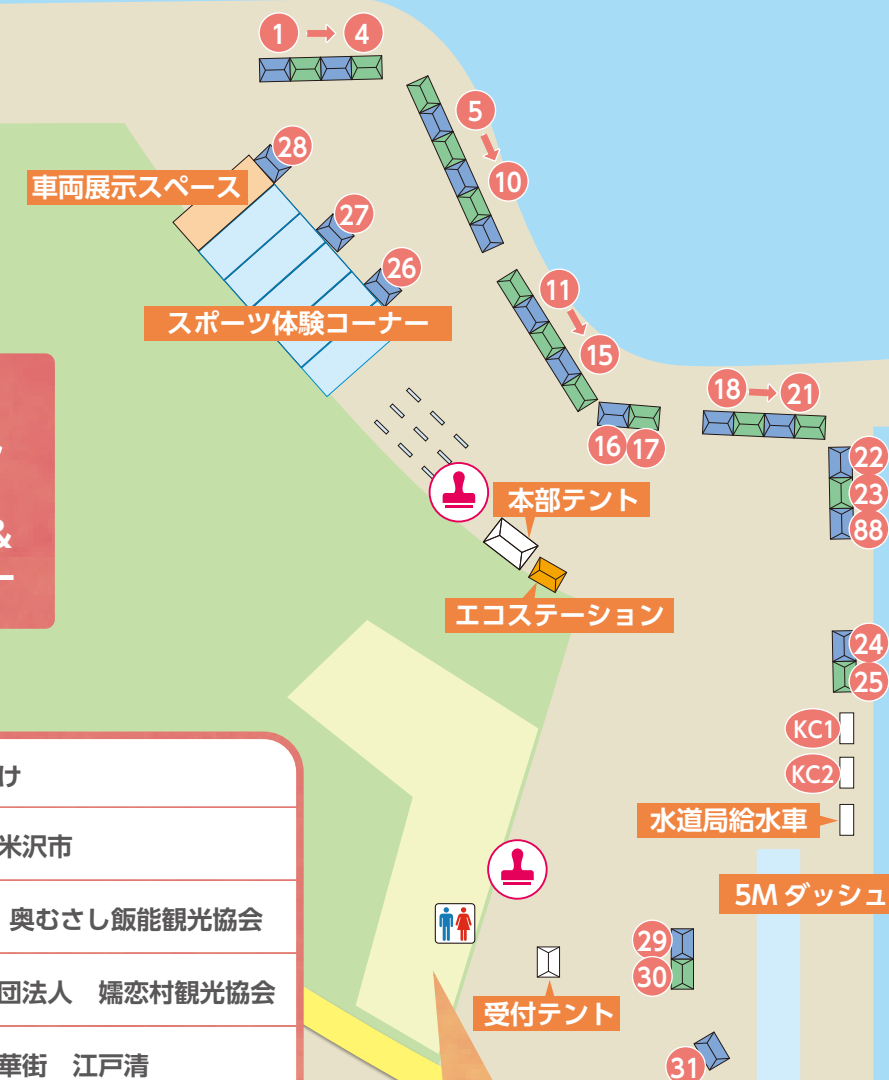 1 → 4
5
10
28
車両展示スペース
27
26
11
スポーツ体験コーナー
15
18 → 21
16 17
22
23
88
本部テント
&
エコステーション
24
25
KC1
け
KC2
水道局給水車
米沢市
5M ダッシュ
奥むさし飯能観光協会
29
30
団法人 嬬恋村観光協会
受付テント
華街 江戸清
31